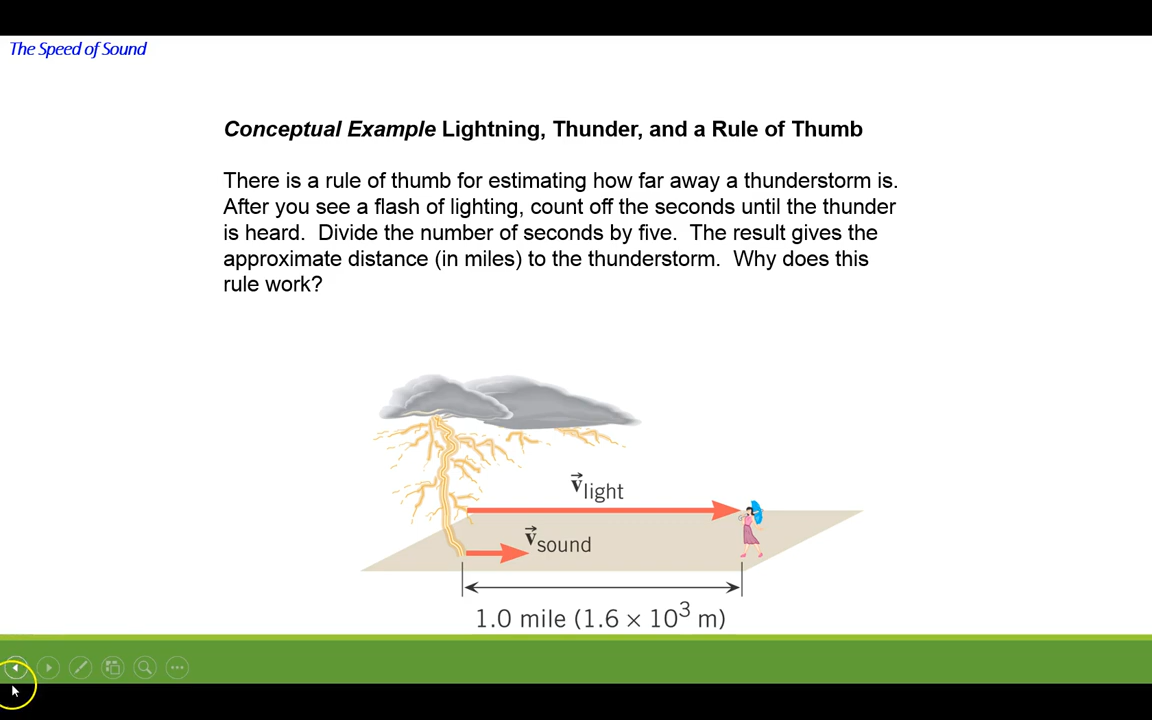 The Speed of Sound
Conceptual Example Lightning, Thunder, and a Rule of Thumb
There is a rule of thumb for estimating how far away a thunderstorm is.
After you see a flash of lighting, count off the seconds until the thunder
is heard.  Divide the number of seconds by five.  The result gives the
approximate distance (in miles) to the thunderstorm.  Why does this
rule work?
v⃗light
v⃗sound
1.0 mile (1.6 × 10³ m)